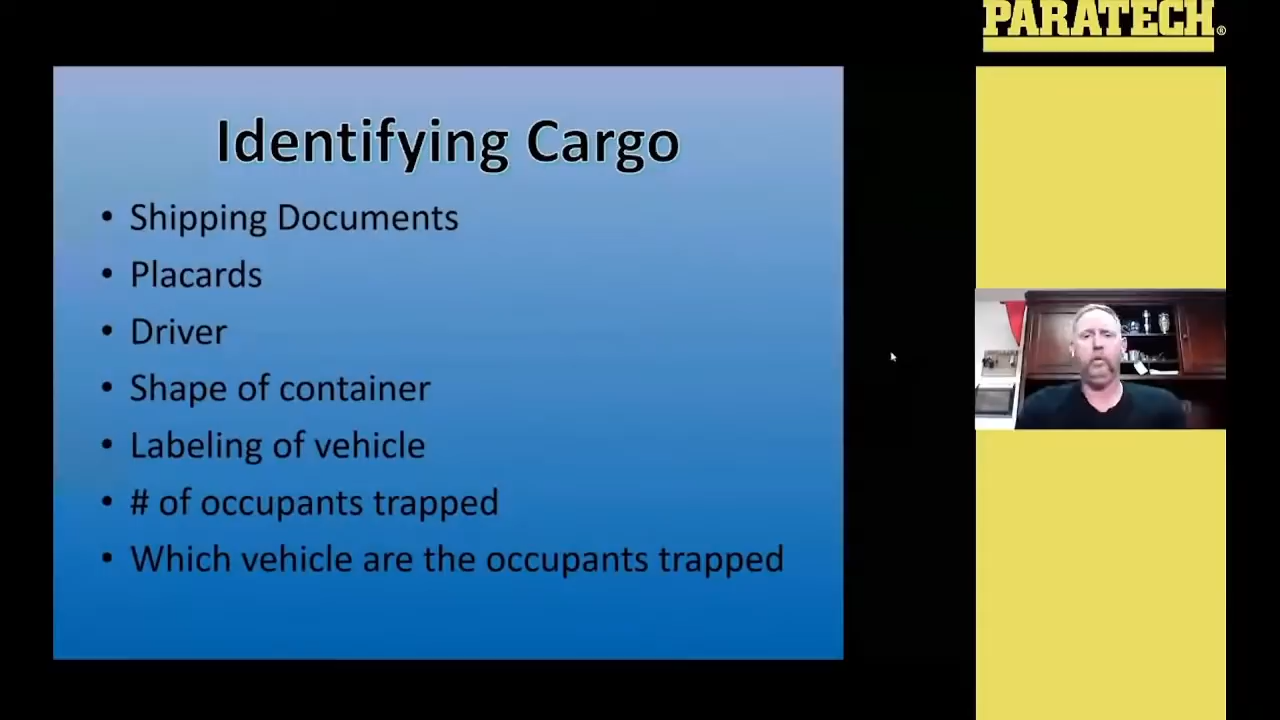 PARATECH®
Identifying Cargo
• Shipping Documents
• Placards
• Driver
• Shape of container
• Labeling of vehicle
• # of occupants trapped
• Which vehicle are the occupants trapped